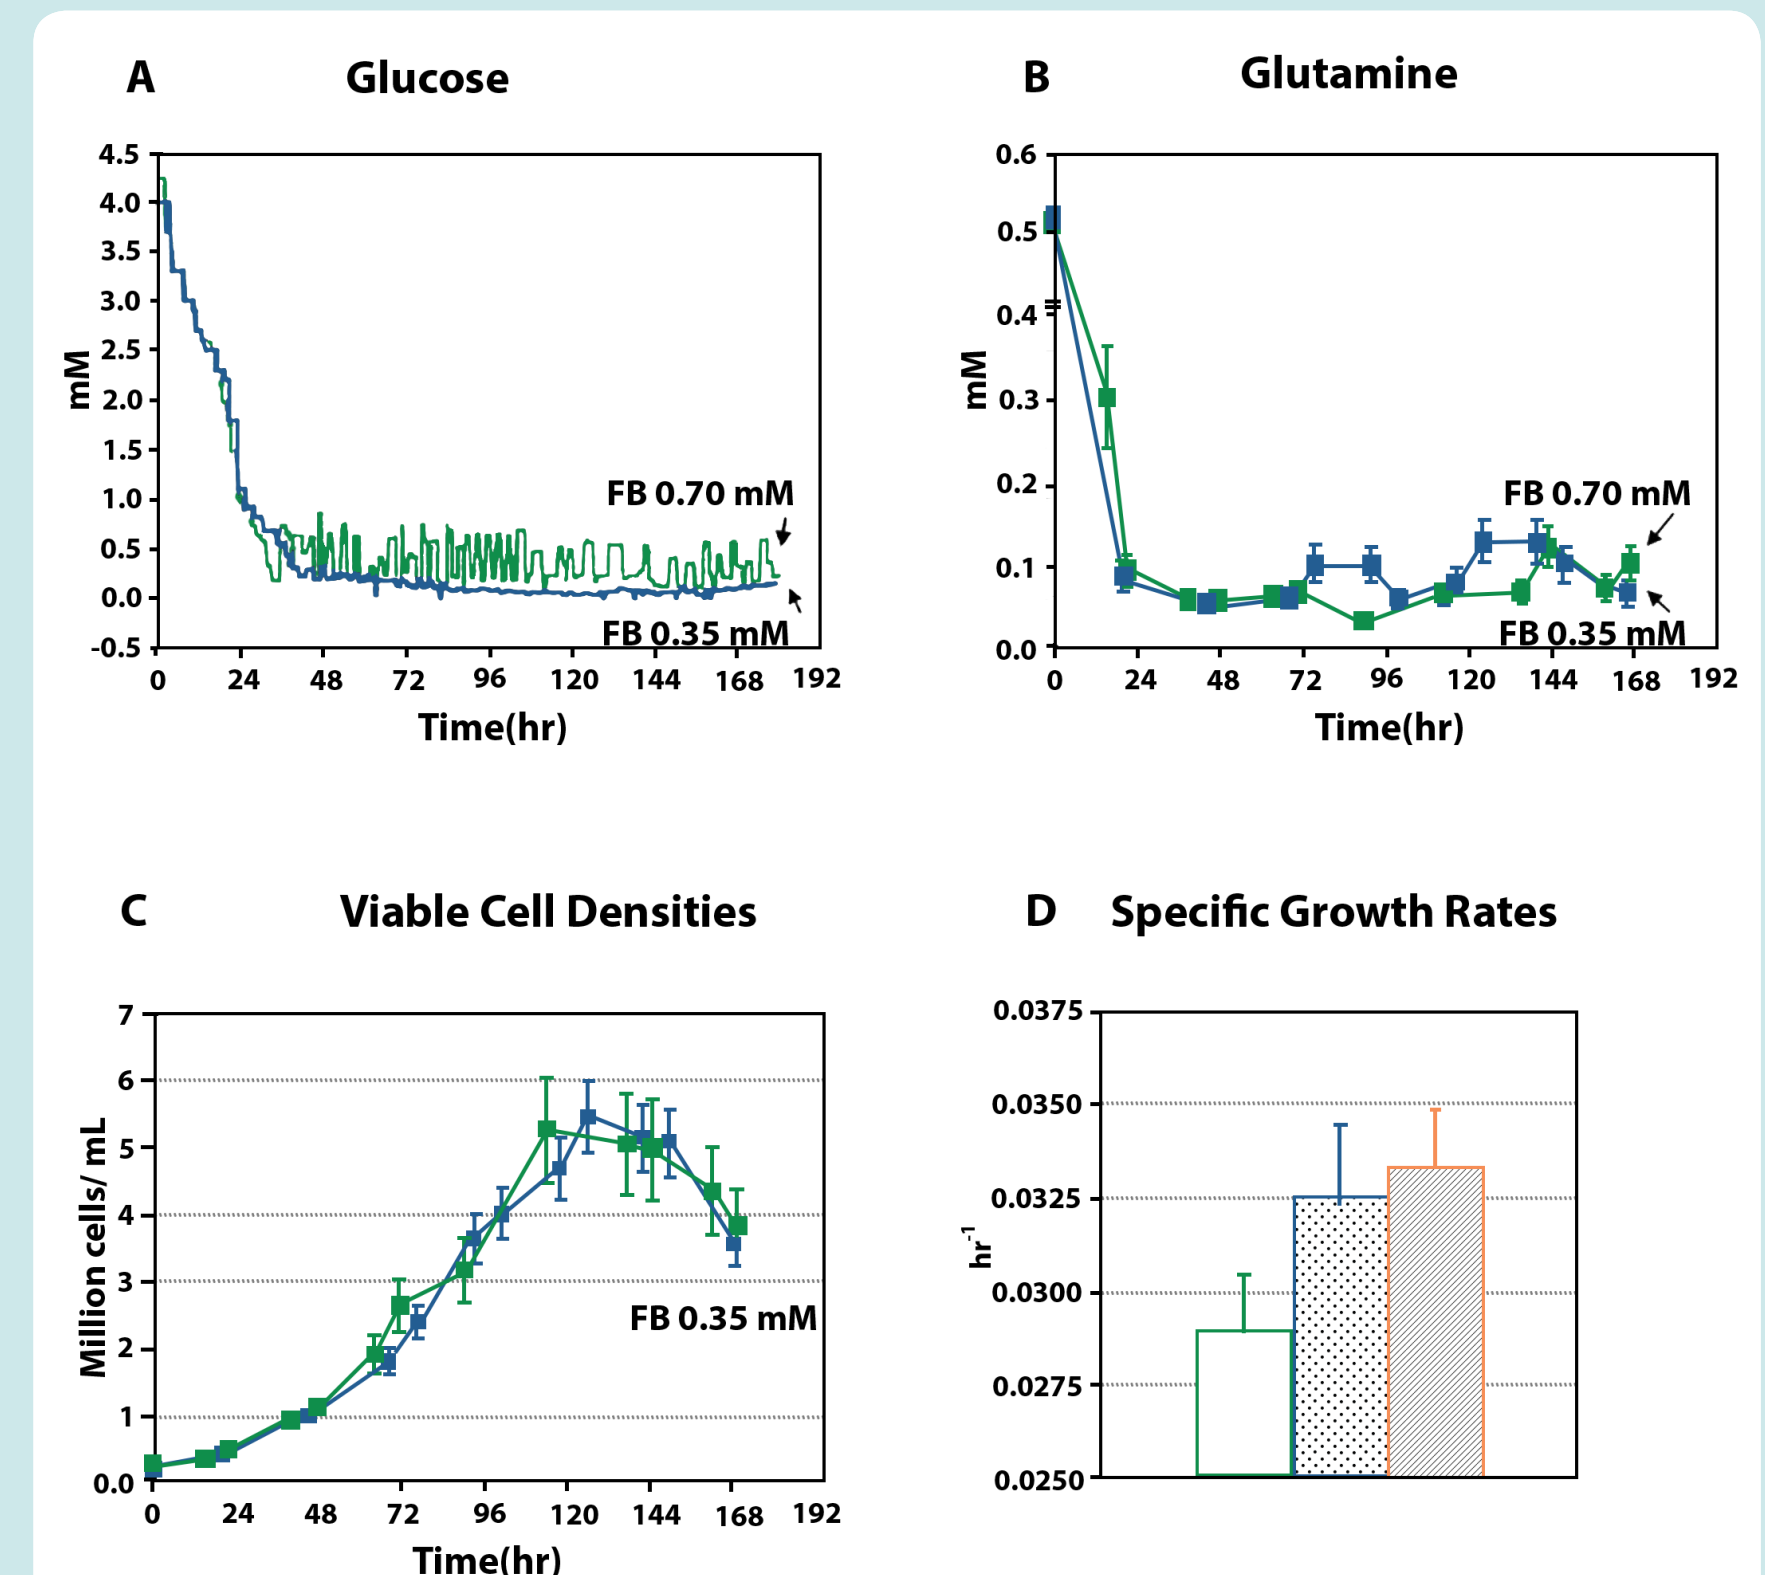 A Glucose
4.5
4.0
3.5
3.0
2.5
2.0
1.5
1.0
0.5
0.0
-0.5
mM
FB 0.70 mM
FB 0.35 mM
0 24 48 72 96 120 144 168 192
Time(hr)
B Glutamine
0.6
0.5
0.4
0.3
0.2
0.1
0.0
mM
FB 0.70 mM
FB 0.35 mM
0 24 48 72 96 120 144 168 192
Time(hr)
C Viable Cell Densities
7
6
5
4
3
2
1
0.0
Million cells/ mL
FB 0.35 mM
0 24 48 72 96 120 144 168 192
Time(hr)
D Specific Growth Rates
0.0375
0.0350
0.0325
0.0300
0.0275
0.0250
hr-1